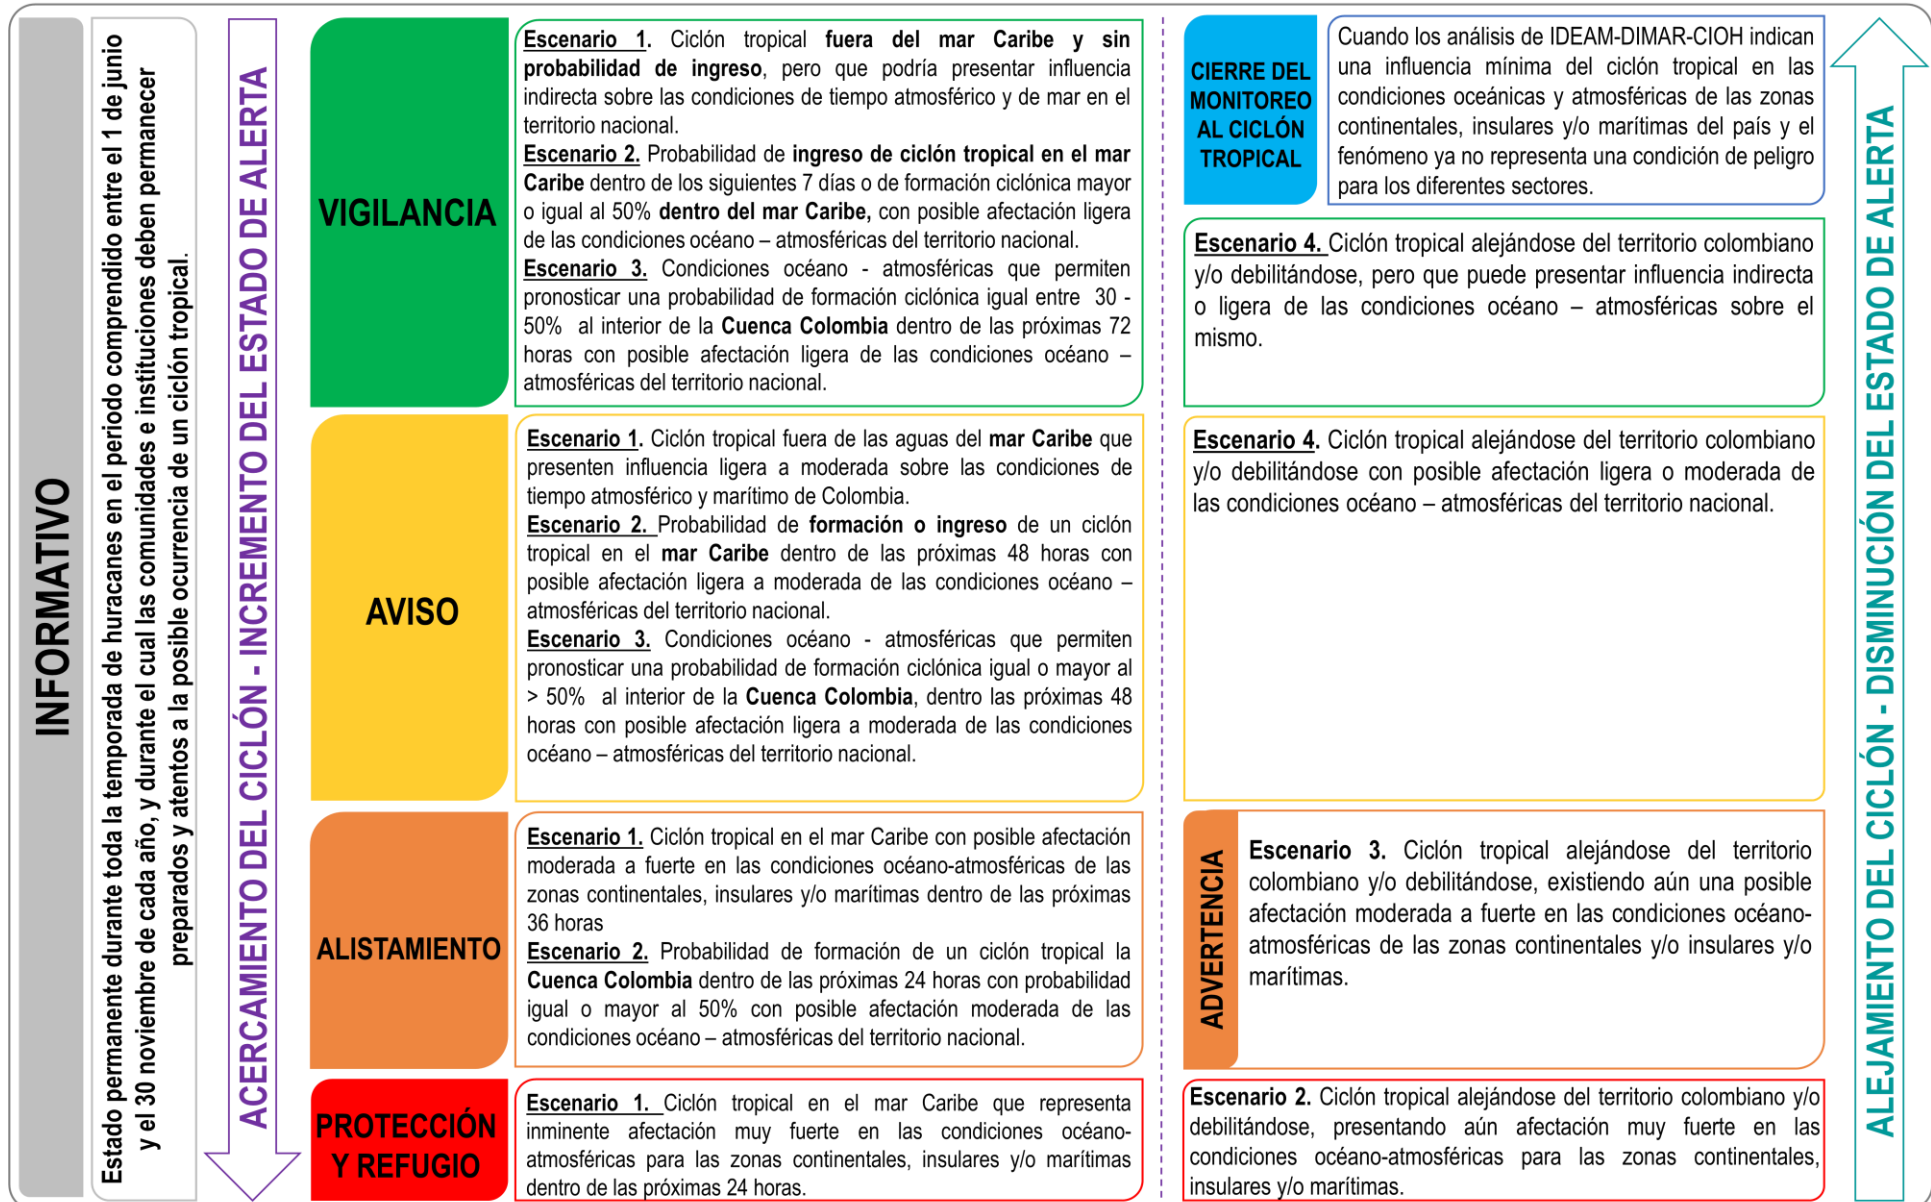 INFORMATIVO
Estado permanente durante toda la temporada de huracanes en el periodo comprendido entre el 1 de junio
y el 30 noviembre de cada año, y durante el cual las comunidades e instituciones deben permanecer
preparados y atentos a la posible ocurrencia de un ciclón tropical.
ACERCAMIENTO DEL CICLÓN - INCREMENTO DEL ESTADO DE ALERTA
VIGILANCIA
Escenario 1. Ciclón tropical fuera del mar Caribe y sin
probabilidad de ingreso, pero que podría presentar influencia
indirecta sobre las condiciones de tiempo atmosférico y de mar en el
territorio nacional.
Escenario 2. Probabilidad de ingreso de ciclón tropical en el mar
Caribe dentro de los siguientes 7 días o de formación ciclónica mayor
o igual al 50% dentro del mar Caribe, con posible afectación ligera
de las condiciones océano – atmosféricas del territorio nacional.
Escenario 3. Condiciones océano - atmosféricas que permiten
pronosticar una probabilidad de formación ciclónica igual entre 30 -
50% al interior de la Cuenca Colombia dentro de las próximas 72
horas con posible afectación ligera de las condiciones océano –
atmosféricas del territorio nacional.
AVISO
Escenario 1. Ciclón tropical fuera de las aguas del mar Caribe que
presenten influencia ligera a moderada sobre las condiciones de
tiempo atmosférico y marítimo de Colombia.
Escenario 2. Probabilidad de formación o ingreso de un ciclón
tropical en el mar Caribe dentro de las próximas 48 horas con
posible afectación ligera a moderada de las condiciones océano –
atmosféricas del territorio nacional.
Escenario 3. Condiciones océano - atmosféricas que permiten
pronosticar una probabilidad de formación ciclónica igual o mayor al
> 50% al interior de la Cuenca Colombia, dentro las próximas 48
horas con posible afectación ligera a moderada de las condiciones
océano – atmosféricas del territorio nacional.
ALISTAMIENTO
Escenario 1. Ciclón tropical en el mar Caribe con posible afectación
moderada a fuerte en las condiciones océano-atmosféricas de las
zonas continentales, insulares y/o marítimas dentro de las próximas
36 horas
Escenario 2. Probabilidad de formación de un ciclón tropical la
Cuenca Colombia dentro de las próximas 24 horas con probabilidad
igual o mayor al 50% con posible afectación moderada de las
condiciones océano – atmosféricas del territorio nacional.
PROTECCIÓN
Y REFUGIO
Escenario 1. Ciclón tropical en el mar Caribe que representa
inminente afectación muy fuerte en las condiciones océano-
atmosféricas para las zonas continentales, insulares y/o marítimas
dentro de las próximas 24 horas.
CIERRE DEL
MONITOREO
AL CICLÓN
TROPICAL
Cuando los análisis de IDEAM-DIMAR-CIOH indican
una influencia mínima del ciclón tropical en las
condiciones oceánicas y atmosféricas de las zonas
continentales, insulares y/o marítimas del país y el
fenómeno ya no representa una condición de peligro
para los diferentes sectores.
Escenario 4. Ciclón tropical alejándose del territorio colombiano
y/o debilitándose, pero que puede presentar influencia indirecta
o ligera de las condiciones océano – atmosféricas sobre el
mismo.
Escenario 4. Ciclón tropical alejándose del territorio colombiano
y/o debilitándose con posible afectación ligera o moderada de
las condiciones océano – atmosféricas del territorio nacional.
ADVERTENCIA
Escenario 3. Ciclón tropical alejándose del territorio
colombiano y/o debilitándose, existiendo aún una posible
afectación moderada a fuerte en las condiciones océano-
atmosféricas de las zonas continentales y/o insulares y/o
marítimas.
Escenario 2. Ciclón tropical alejándose del territorio colombiano y/o
debilitándose, presentando aún afectación muy fuerte en las
condiciones océano-atmosféricas para las zonas continentales,
insulares y/o marítimas.
ALEJAMIENTO DEL CICLÓN - DISMINUCIÓN DEL ESTADO DE ALERTA